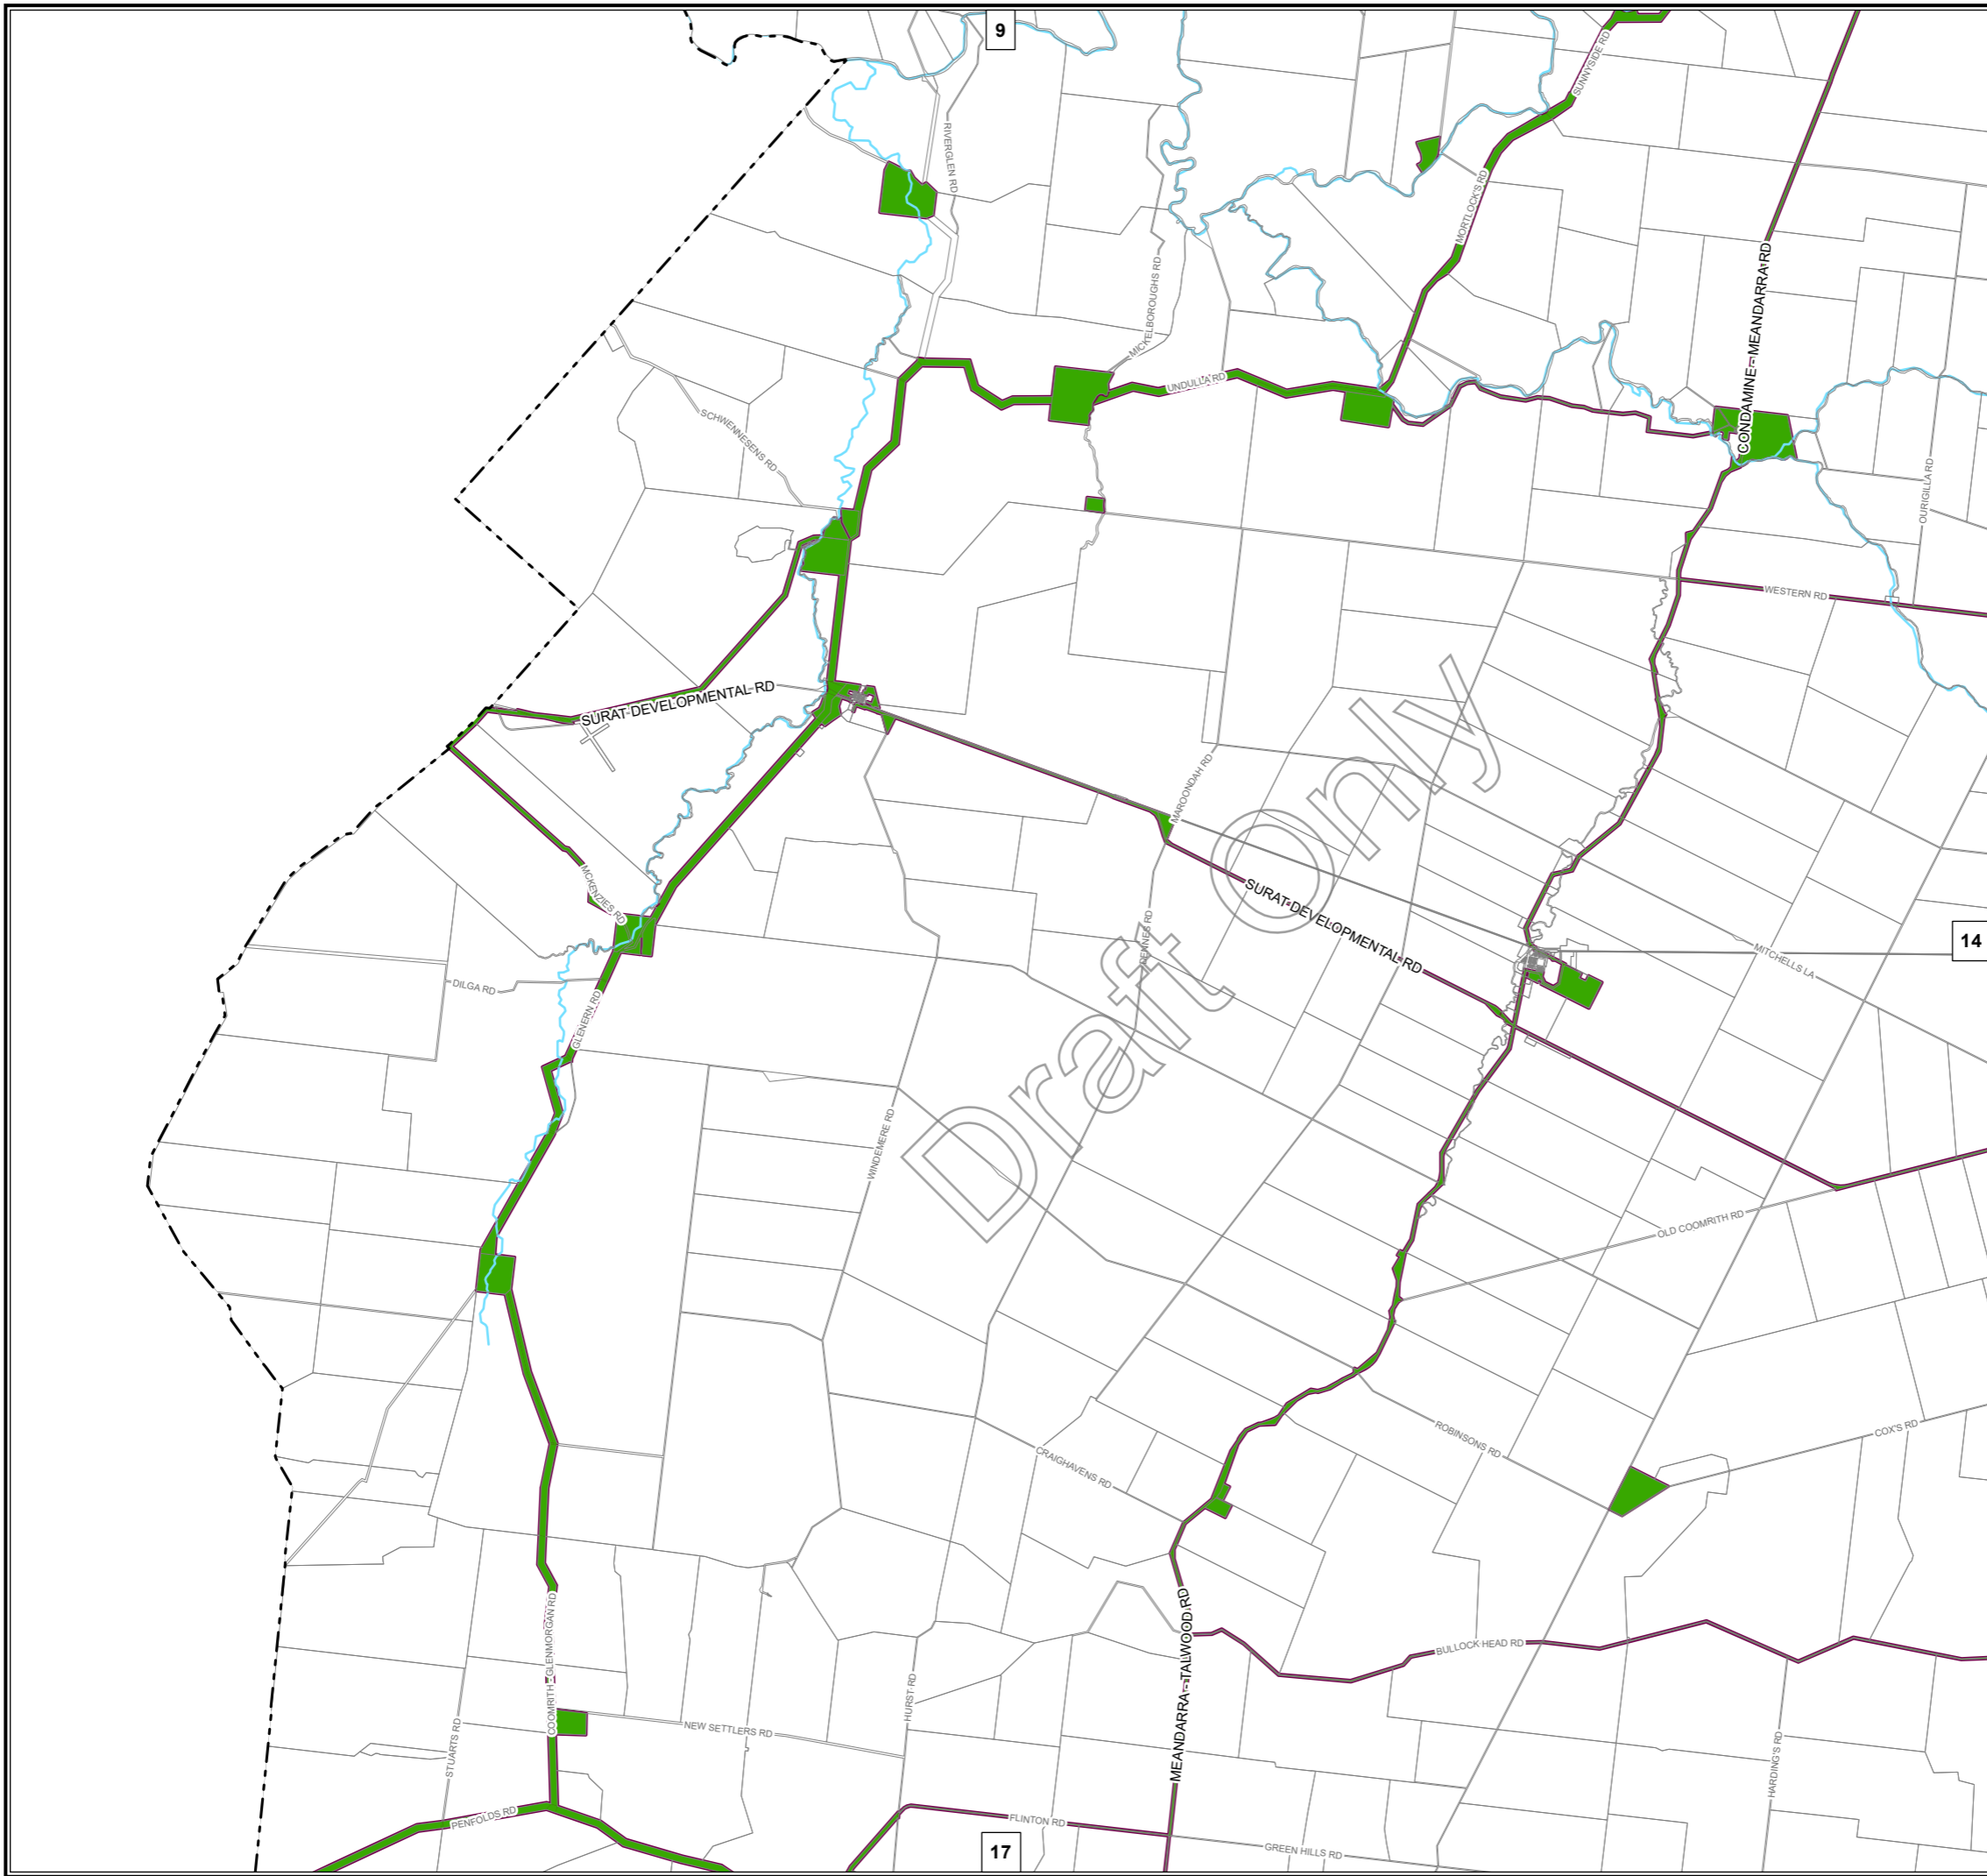 9
SUNNYSIDE RD
RIVERGLEN RD
MORTLOCK'S RD
MICKELBOROUGHS RD
CONDAMINE - MEANDARRA RD
UNDULLA RD
SCHWENNESENS RD
OURIGILLA RD
WESTERN RD
SURAT DEVELOPMENTAL RD
MAROONDAH RD
MCKENZIES RD
SURAT DEVELOPMENTAL RD
14
MITCHELLS LA
DILGA RD
GLENERN RD
Draft Only
WINDEMERE RD
OLD COOMRITH RD
ROBINSONS RD
COX'S RD
CRAIGHAVENS RD
COOMRITH - GLENMORGAN RD
BULLOCK HEAD RD
MEANDARRA - TALWOOD RD
HURST RD
NEW SETTLERS RD
STUARTS RD
HARDING'S RD
PENFOLDS RD
FLINTON RD
GREEN HILLS RD
17